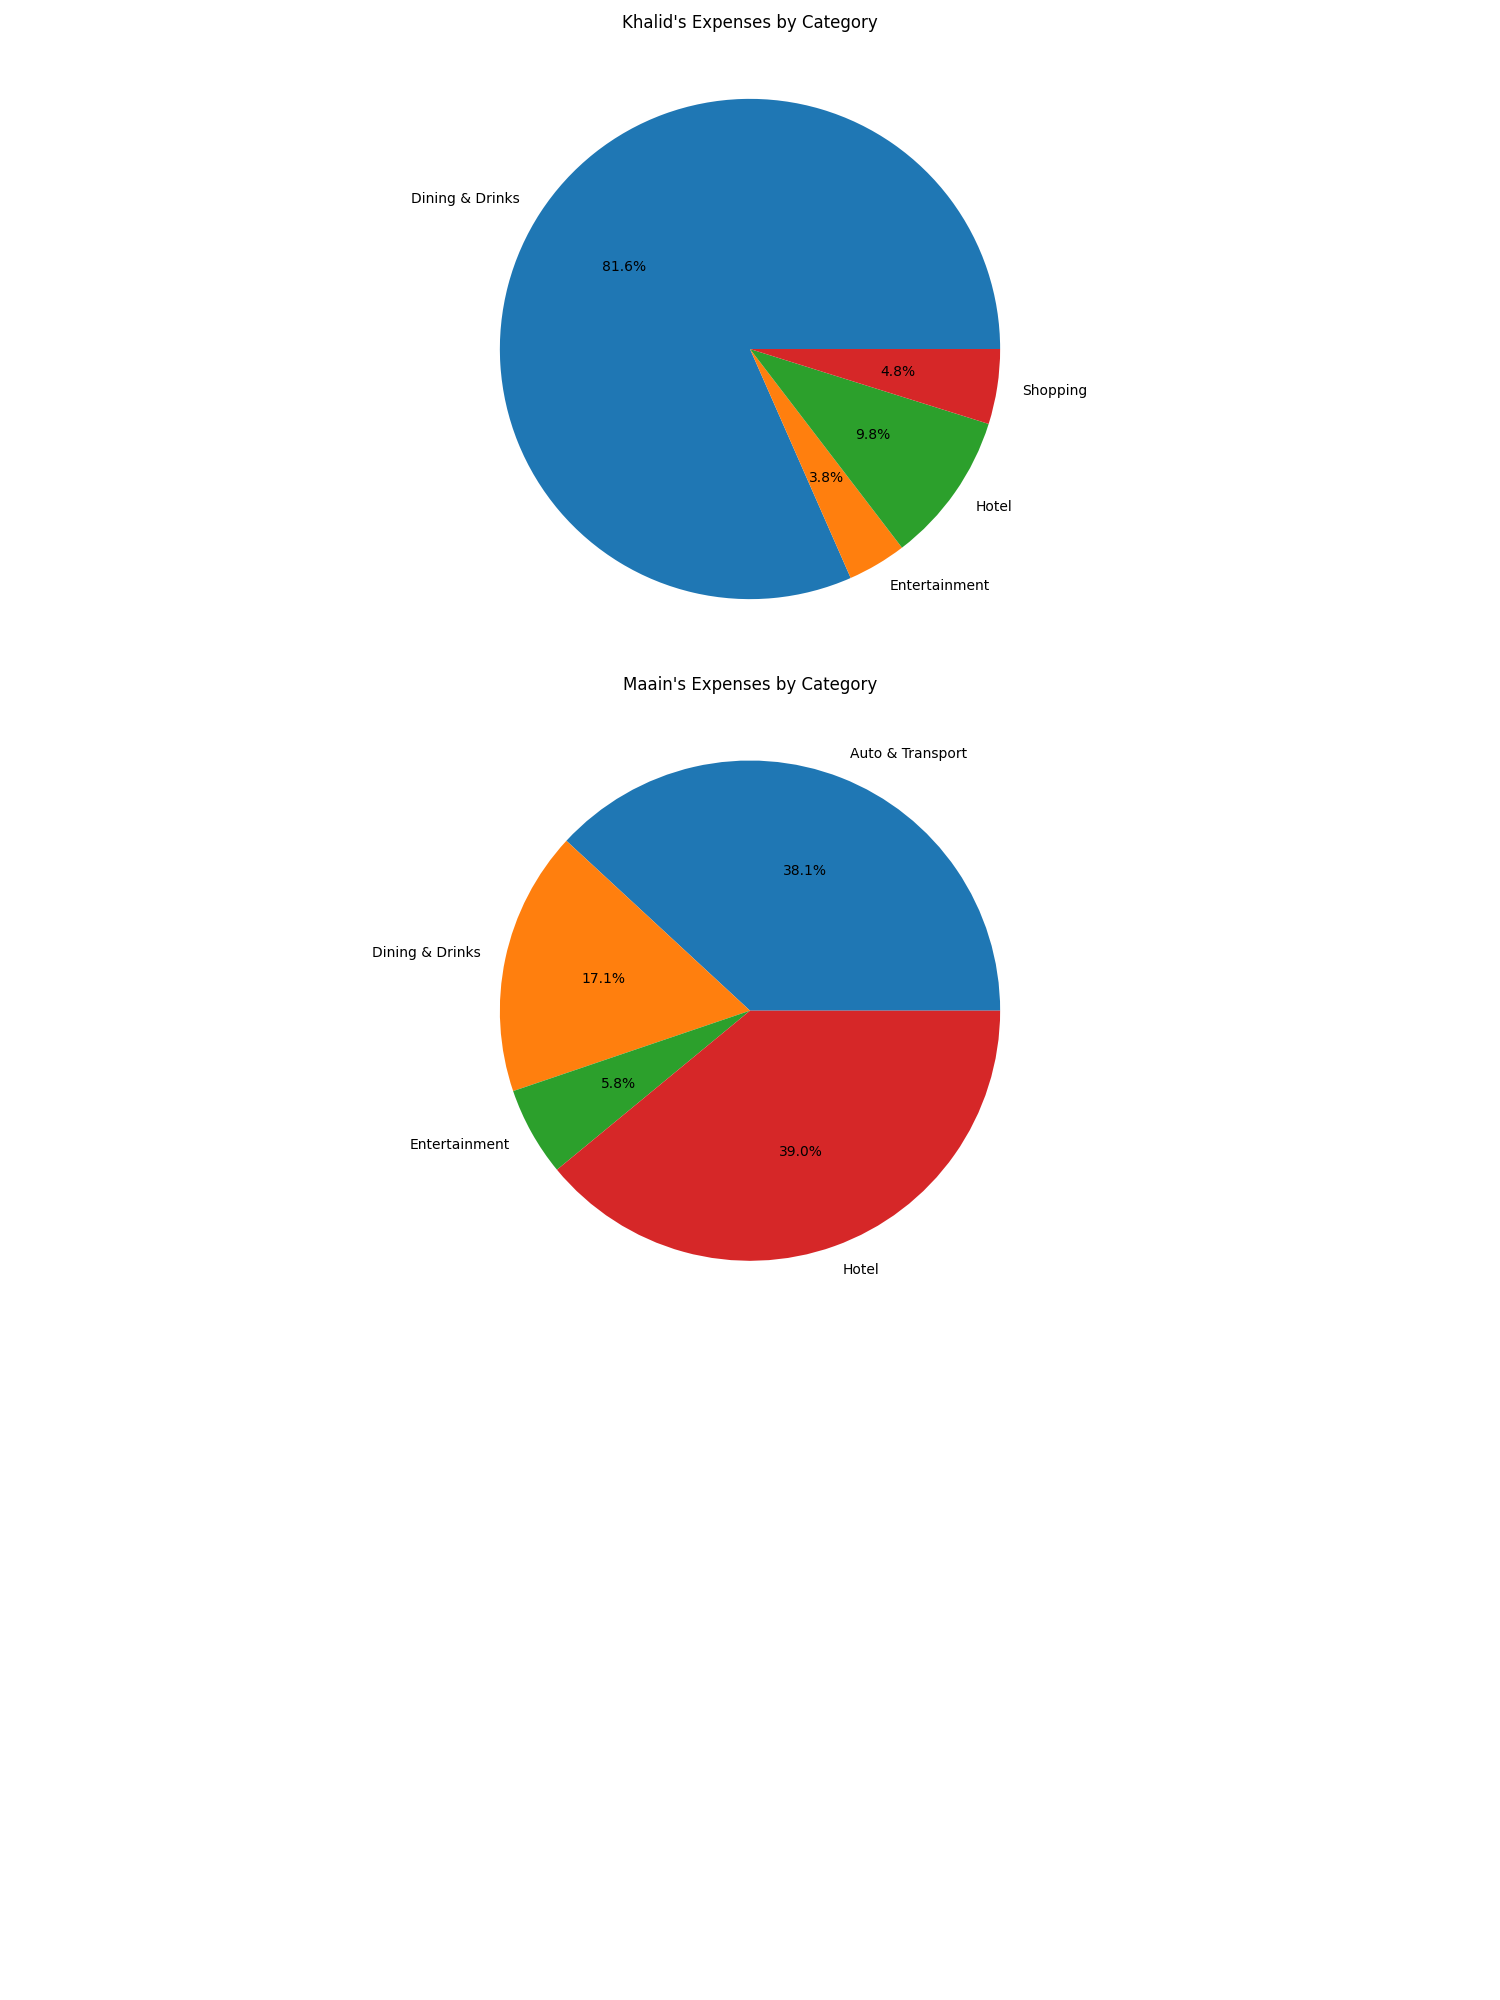 Khalid's Expenses by Category
Dining & Drinks
81.6%
4.8%
Shopping
9.8%
3.8%
Hotel
Entertainment
Maain's Expenses by Category
Auto & Transport
38.1%
Dining & Drinks
17.1%
5.8%
Entertainment
39.0%
Hotel